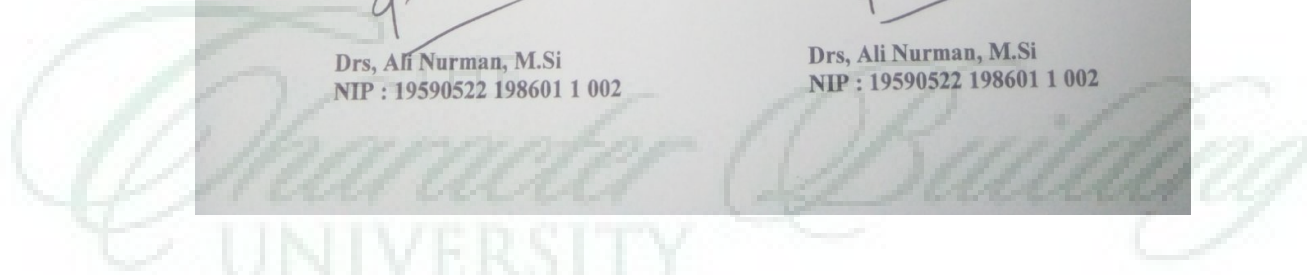 Drs, Ali Nurman, M.Si
NIP : 19590522 198601 1 002
Drs, Ali Nurman, M.Si
NIP : 19590522 198601 1 002
Character Building
UNIVERSITY